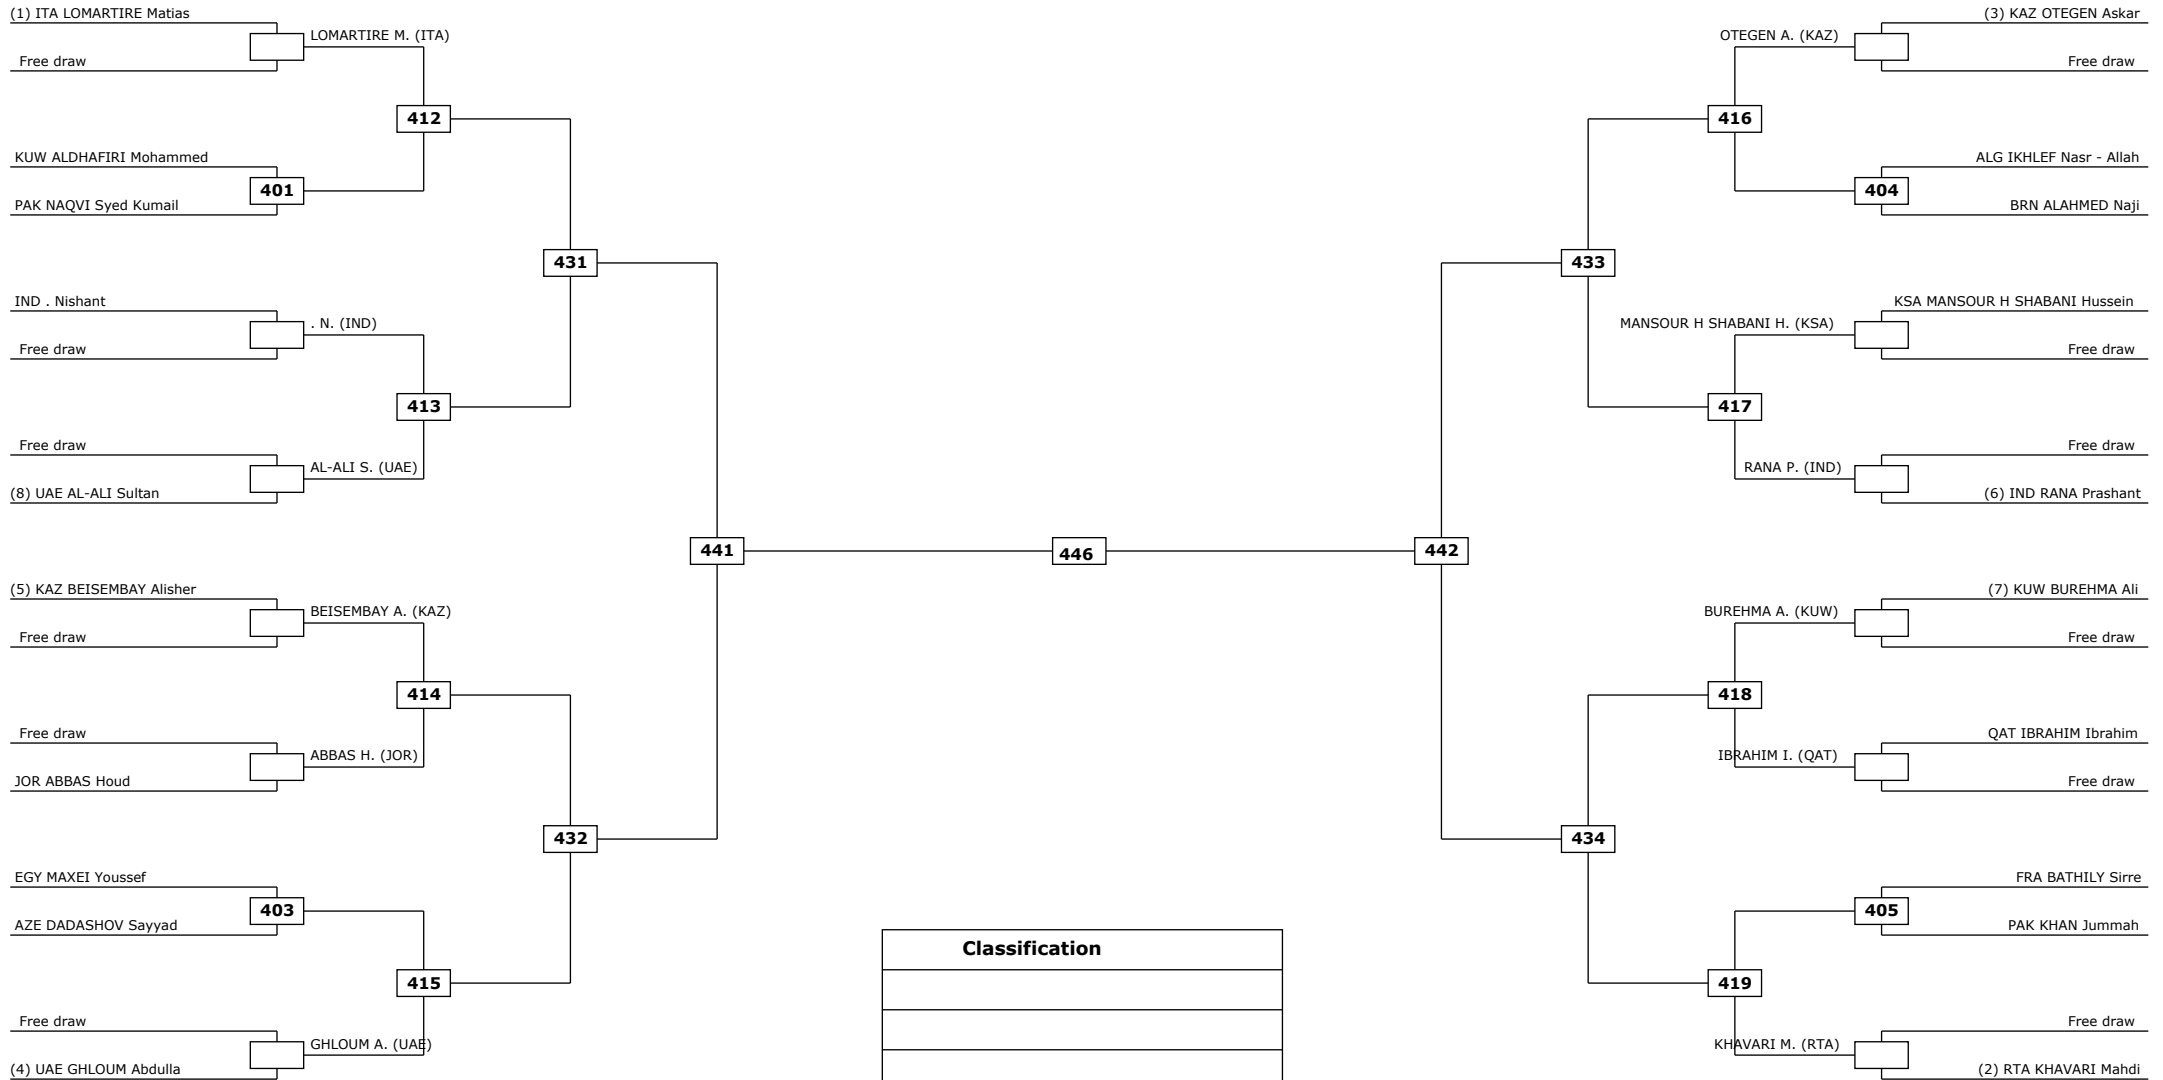 (1) ITA LOMARTIRE Matias
LOMARTIRE M. (ITA)
Free draw
412
KUW ALDHAFIRI Mohammed
401
PAK NAQVI Syed Kumail
431
IND . Nishant
. N. (IND)
Free draw
413
Free draw
AL-ALI S. (UAE)
(8) UAE AL-ALI Sultan
441
(5) KAZ BEISEMBAY Alisher
BEISEMBAY A. (KAZ)
Free draw
414
Free draw
ABBAS H. (JOR)
JOR ABBAS Houd
432
EGY MAXEI Youssef
403
AZE DADASHOV Sayyad
415
Free draw
GHLOUM A. (UAE)
(4) UAE GHLOUM Abdulla
446
Classification
(3) KAZ OTEGEN Askar
OTEGEN A. (KAZ)
Free draw
416
ALG IKHLEF Nasr - Allah
404
BRN ALAHMED Naji
433
KSA MANSOUR H SHABANI Hussein
MANSOUR H SHABANI H. (KSA)
Free draw
417
Free draw
RANA P. (IND)
(6) IND RANA Prashant
442
(7) KUW BUREHMA Ali
BUREHMA A. (KUW)
Free draw
418
QAT IBRAHIM Ibrahim
IBRAHIM I. (QAT)
Free draw
434
FRA BATHILY Sirre
405
PAK KHAN Jummah
419
Free draw
KHAVARI M. (RTA)
(2) RTA KHAVARI Mahdi